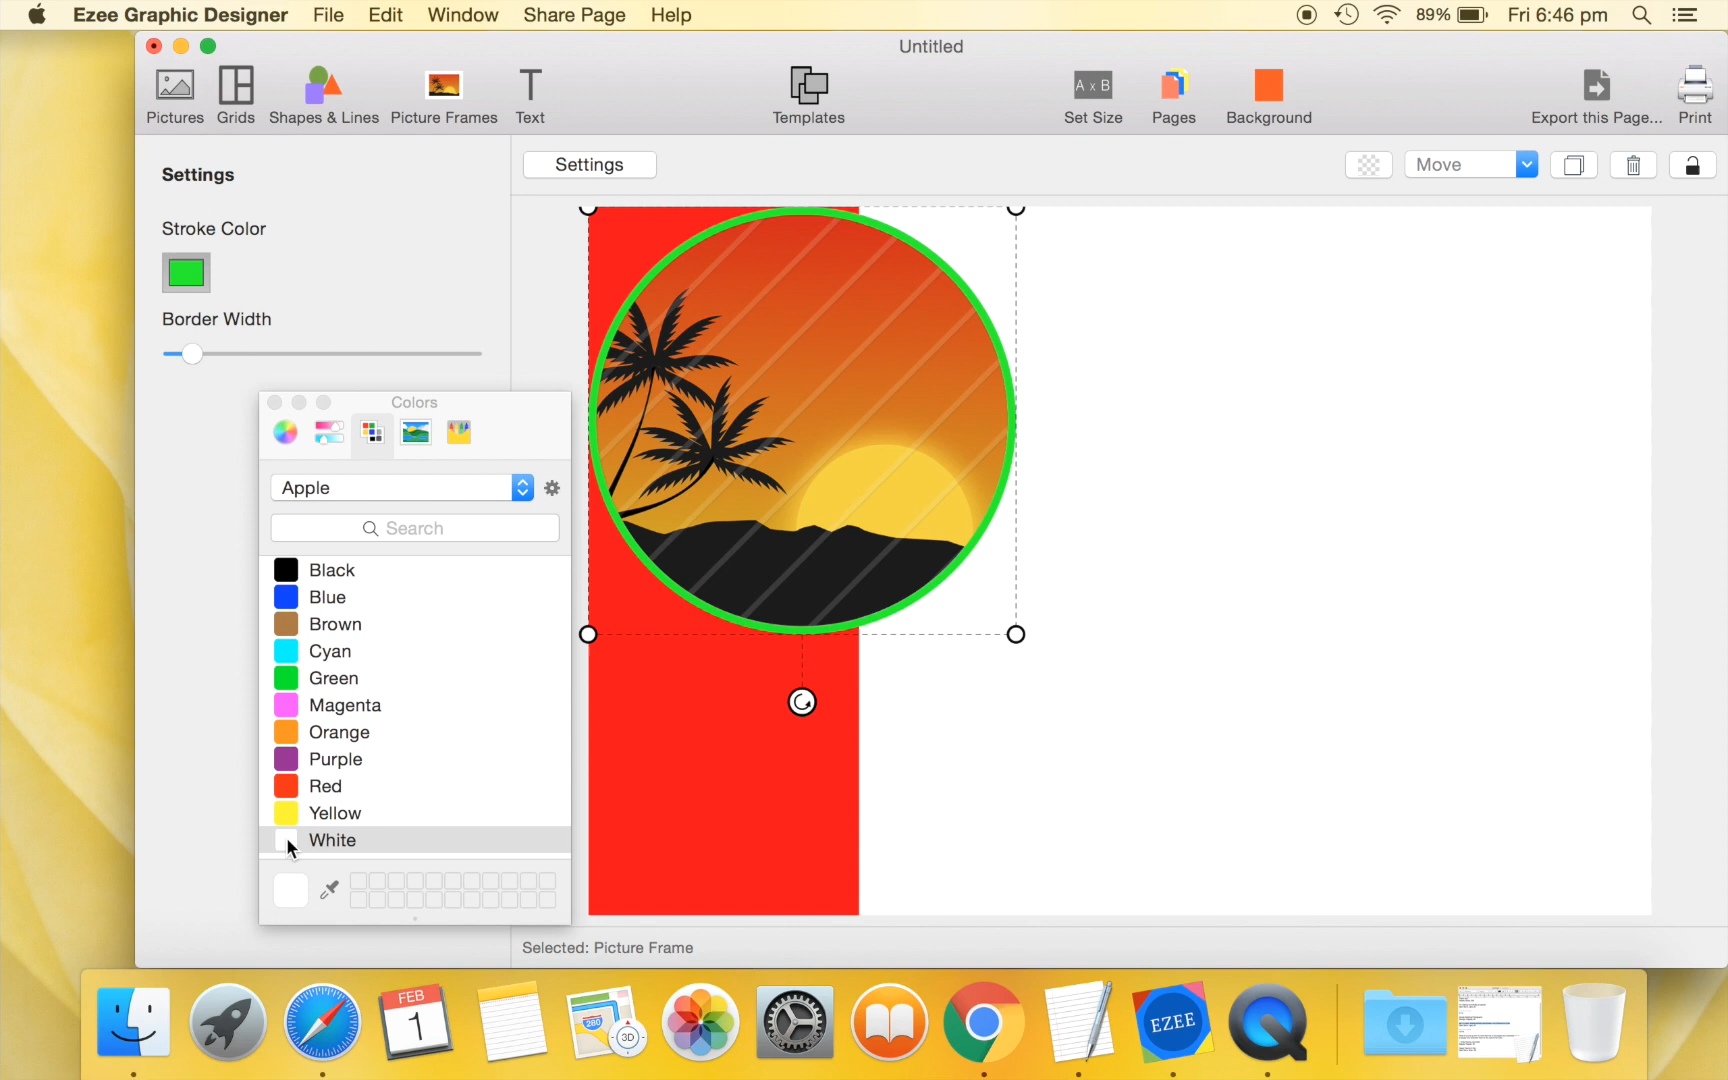 Ezee Graphic Designer File Edit Window Share Page Help 89% Fri 6:46 pm
Untitled
Pictures Grids Shapes & Lines Picture Frames Text Templates Set Size Pages Background Export this Page... Print
A x B
Settings
Settings
Move
Stroke Color
Border Width
Colors
Apple
Search
Black
Blue
Brown
Cyan
Green
Magenta
Orange
Purple
Red
Yellow
White
Selected: Picture Frame
FEB
1
280
3D
EZEE